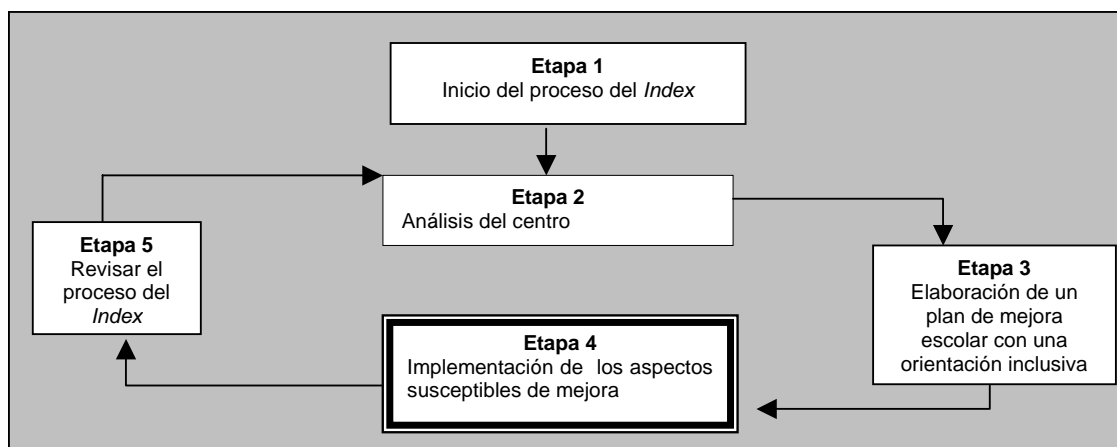 Etapa 1
Inicio del proceso del Index
Etapa 2
Análisis del centro
Etapa 3
Elaboración de un
plan de mejora
escolar con una
orientación inclusiva
Etapa 4
Implementación de los aspectos
susceptibles de mejora
Etapa 5
Revisar el
proceso del
Index